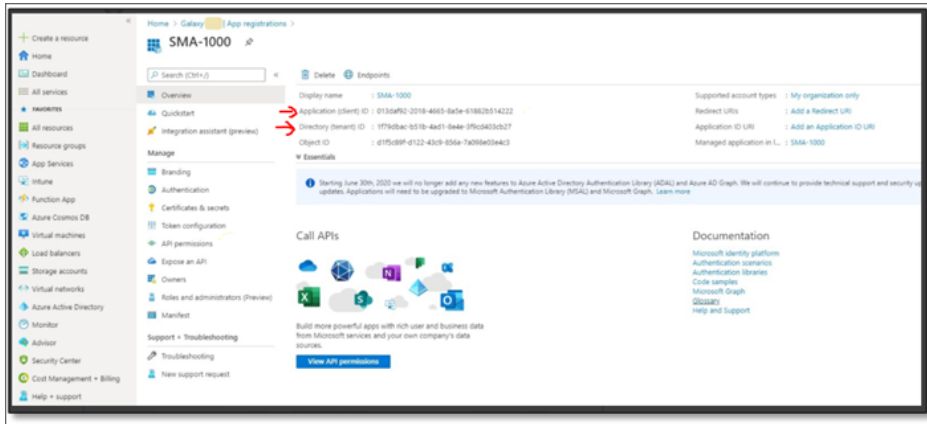 Home > Galaxy | App registrations >
SMA-1000
Create a resource
Home
Dashboard
All services
FAVORITES
All resources
Resource groups
App Services
Intune
Function App
Azure Cosmos DB
Virtual machines
Load balancers
Storage accounts
Virtual networks
Azure Active Directory
Monitor
Advisor
Security Center
Cost Management + Billing
Help + support
Search (Ctrl+/)
Overview
Quickstart
Integration assistant (preview)
Manage
Branding
Authentication
Certificates & secrets
Token configuration
API permissions
Expose an API
Owners
Roles and administrators (Preview)
Manifest
Support + Troubleshooting
Troubleshooting
New support request
Delete Endpoints
Display name : SMA-1000
Application (client) ID :
Directory (tenant) ID :
Object ID :
Supported account types : My organization only
Redirect URIs : Add a Redirect URI
Application ID URI : Add an Application ID URI
Managed application in l... : SMA-1000
Essentials
Starting June 30th, 2020 we will no longer add any new features to Azure Active Directory Authentication Library (ADAL) and Azure AD Graph. We will continue to provide technical support and security up
updates. Applications will need to be upgraded to Microsoft Authentication Library (MSAL) and Microsoft Graph. Learn more
Call APIs
Build more powerful apps with rich user and business data
from Microsoft services and your own company's data
sources.
View API permissions
Documentation
Microsoft identity platform
Authentication scenarios
Authentication libraries
Code samples
Microsoft Graph
Glossary
Help and Support